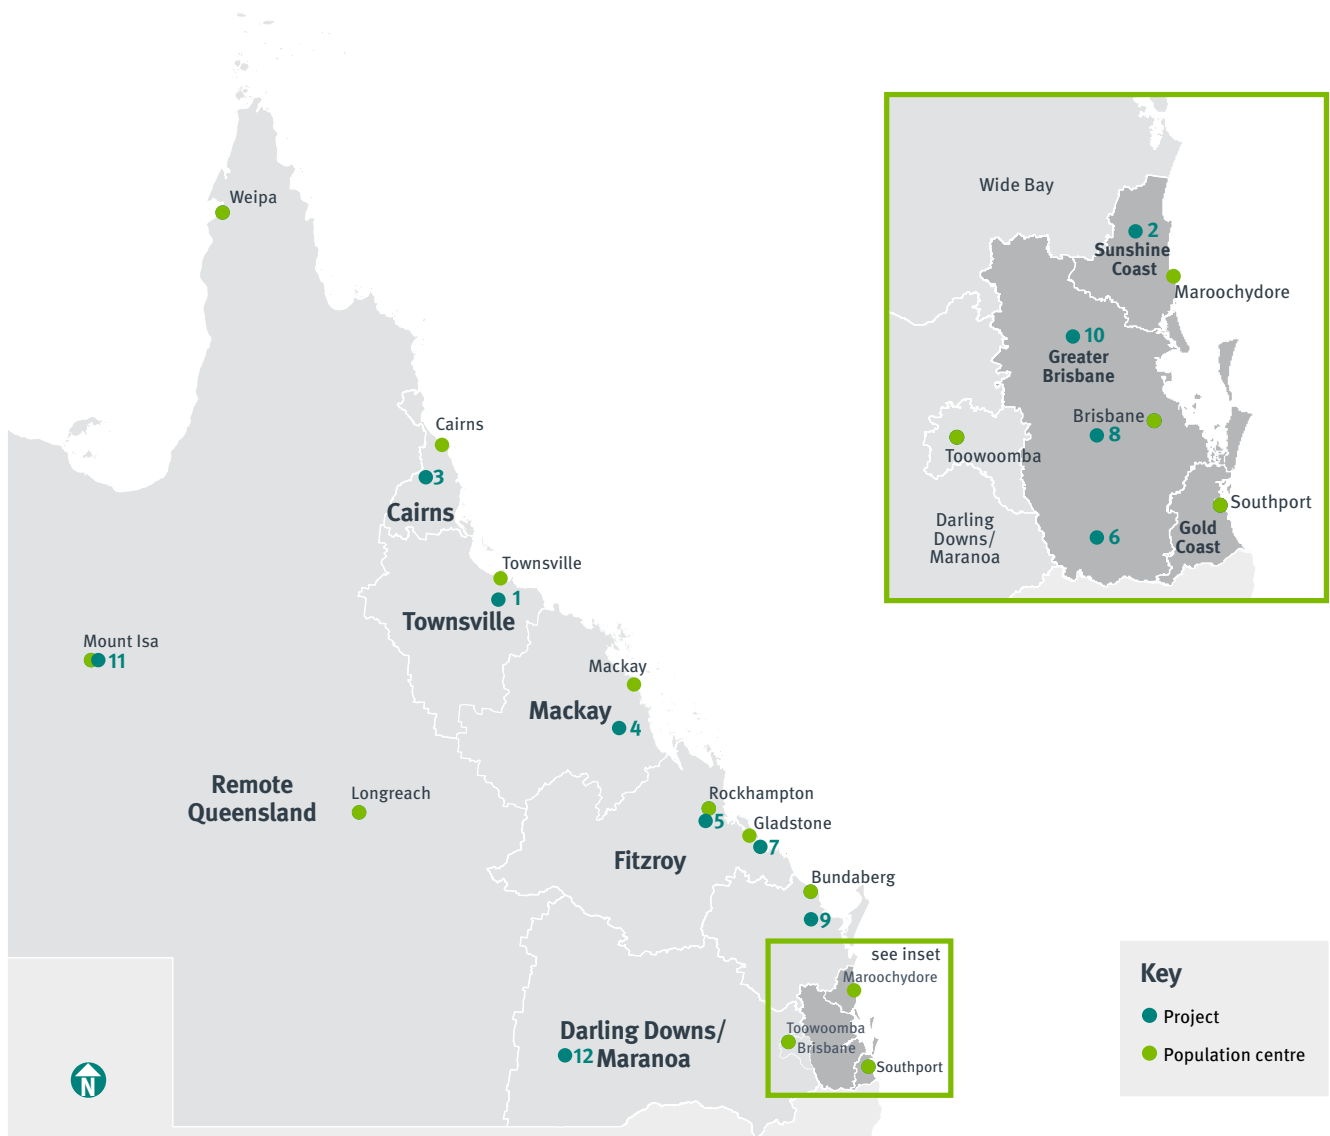 Weipa
Cairns
3
Cairns
Townsville
1
Townsville
Mount Isa
11
Mackay
Mackay
4
Remote
Queensland
Longreach
Rockhampton
5
Gladstone
7
Fitzroy
Bundaberg
9
see inset
Maroochydore
Toowoomba
Brisbane
Southport
Darling Downs/
12 Maranoa
N
Wide Bay
2
Sunshine
Coast
Maroochydore
10
Greater
Brisbane
Brisbane
8
Toowoomba
Southport
Darling
Downs/
Maranoa
6
Gold
Coast
Key
Project
Population centre